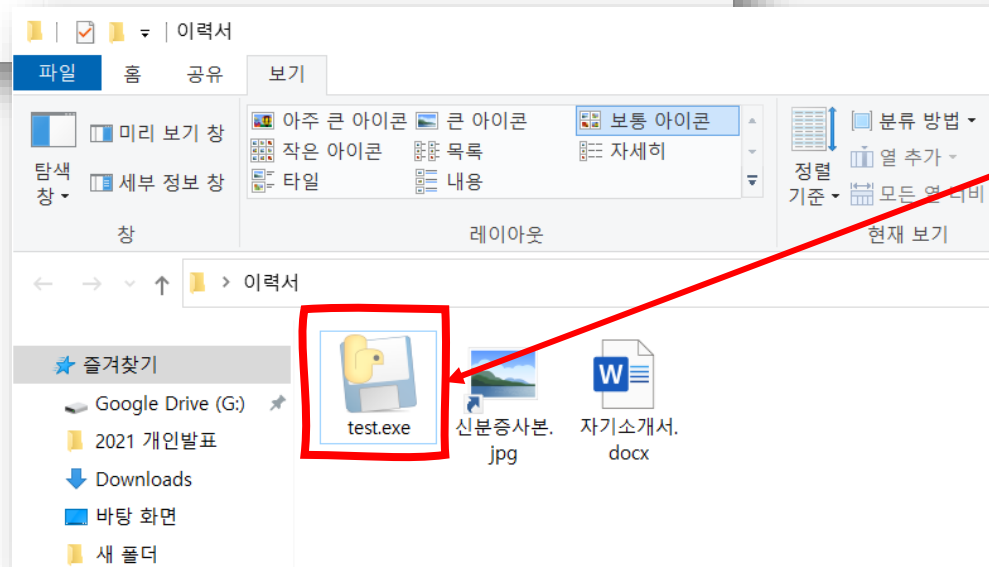 이력서
파일 홈 공유 보기
탐색 창
미리 보기 창
세부 정보 창
창
아주 큰 아이콘 큰 아이콘 보통 아이콘
작은 아이콘 목록 자세히
타일 내용
레이아웃
정렬 기준
분류 방법
열 추가
모든 열 너비
현재 보기
이력서
즐겨찾기
Google Drive (G:)
2021 개인발표
Downloads
바탕 화면
새 폴더
test.exe
신분증사본.
jpg
자기소개서.
docx